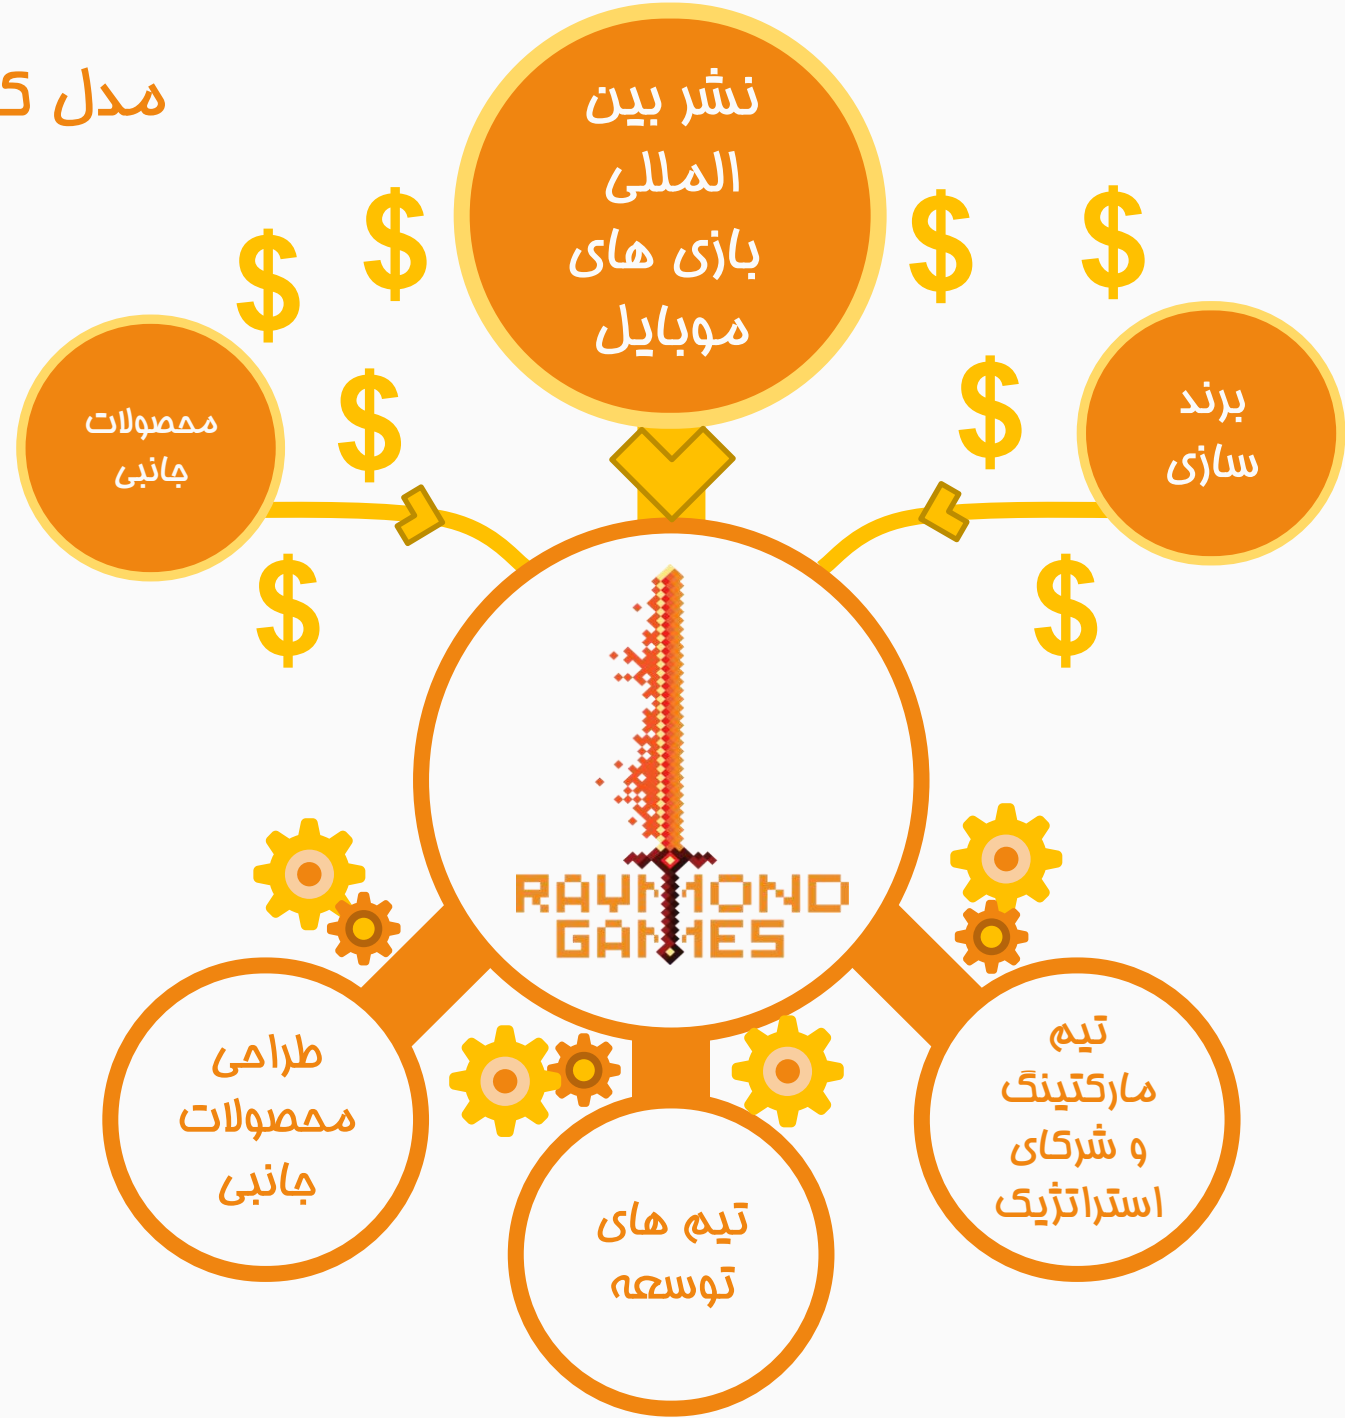 مدل
نشر بین
المللی
بازی های
موبایل
محصولات
جانبی
برند
سازی
RAYMOND
GAMES
طراحی
محصولات
جانبی
تیم های
توسعه
تیم
مارکتینگ
و شرکای
استراتژیک